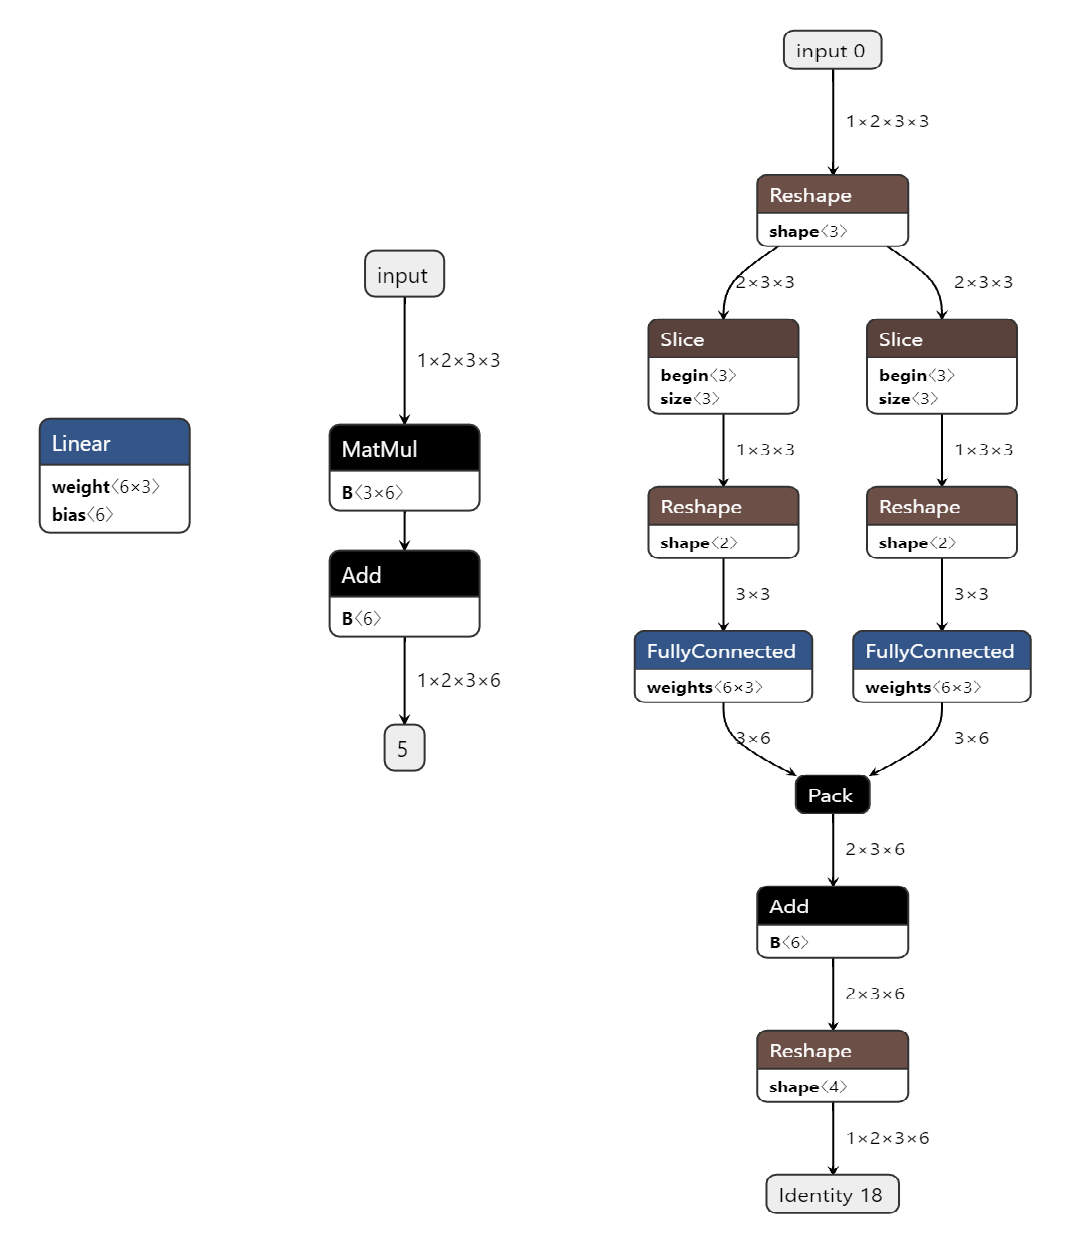 Linear
weight〈6×3〉
bias〈6〉
input
1×2×3×3
MatMul
B〈3×6〉
Add
B〈6〉
1×2×3×6
5
input 0
1×2×3×3
Reshape
shape〈3〉
2×3×3
2×3×3
Slice
begin〈3〉
size〈3〉
Slice
begin〈3〉
size〈3〉
1×3×3
1×3×3
Reshape
shape〈2〉
Reshape
shape〈2〉
3×3
3×3
FullyConnected
weights〈6×3〉
FullyConnected
weights〈6×3〉
3×6
3×6
Pack
2×3×6
Add
B〈6〉
2×3×6
Reshape
shape〈4〉
1×2×3×6
Identity 18